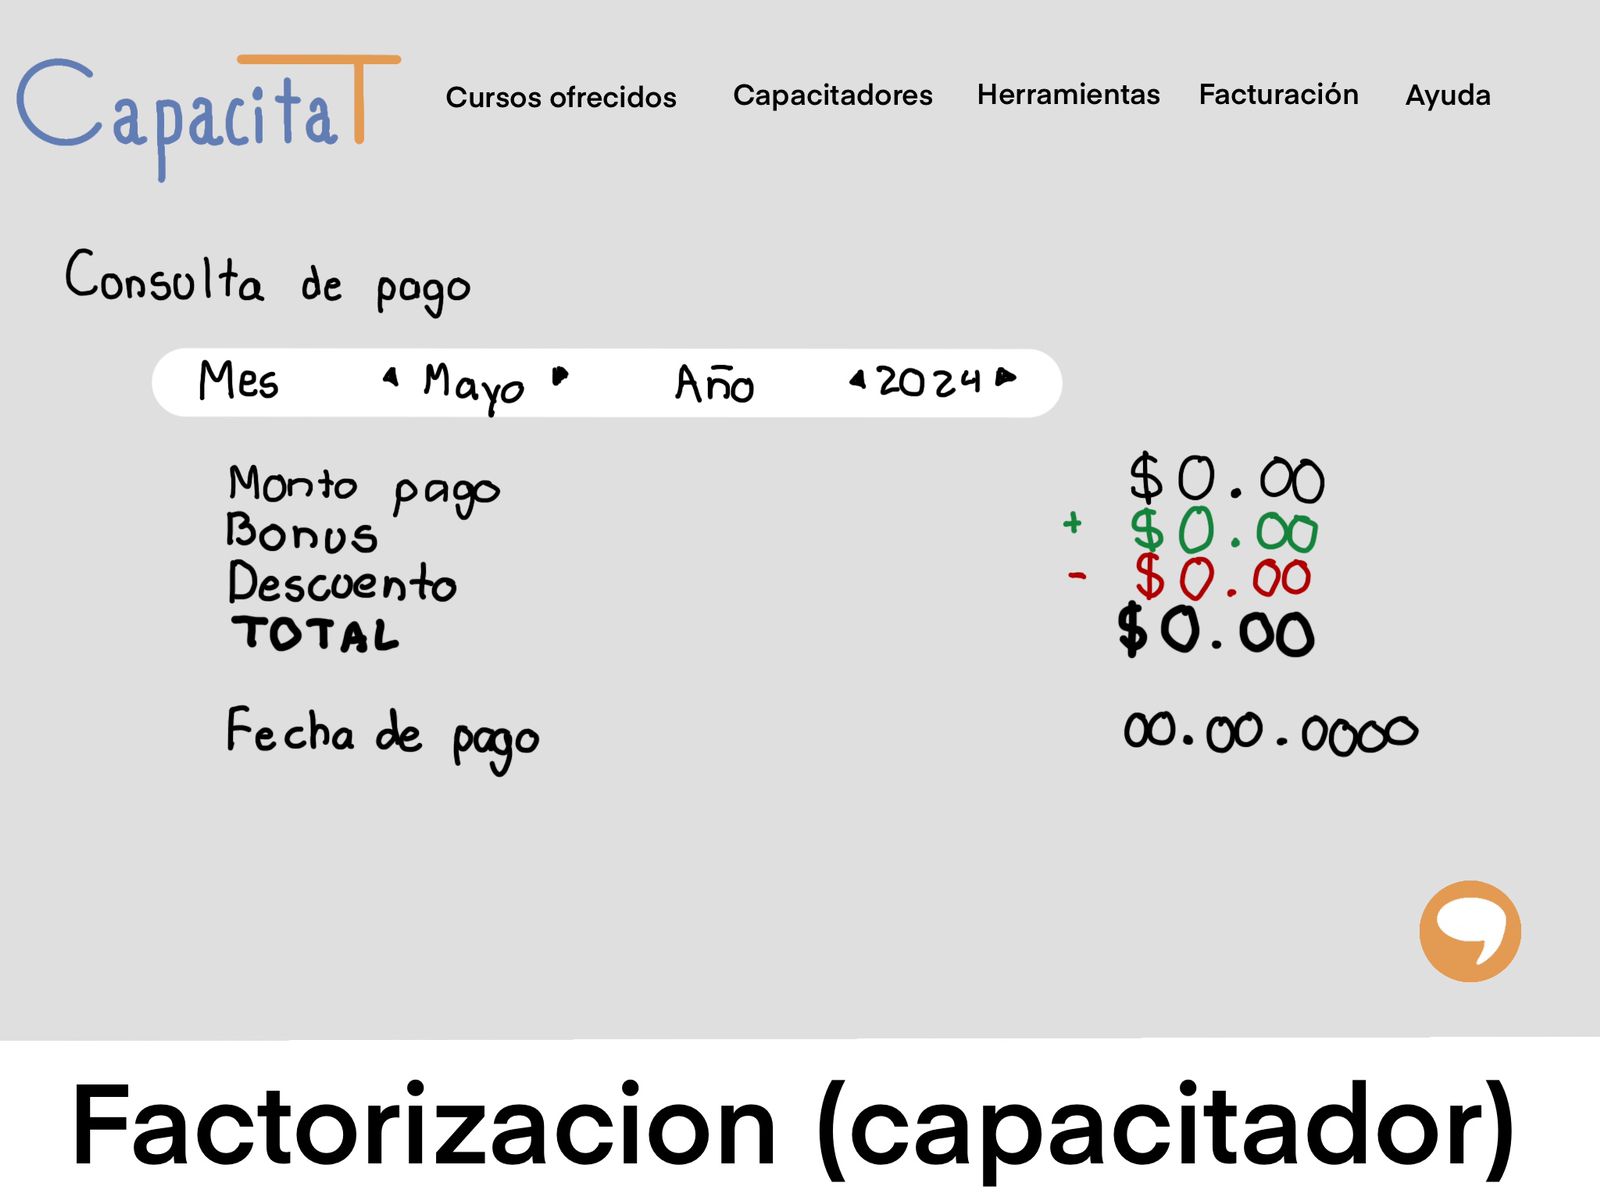 CapacitaT Cursos ofrecidos Capacitadores Herramientas Facturación Ayuda
Consulta de pago
Mes Mayo Año 2024
Monto pago $0.00
Bonus + $0.00
Descuento - $0.00
TOTAL $0.00
Fecha de pago 00.00.0000
Factorizacion (capacitador)